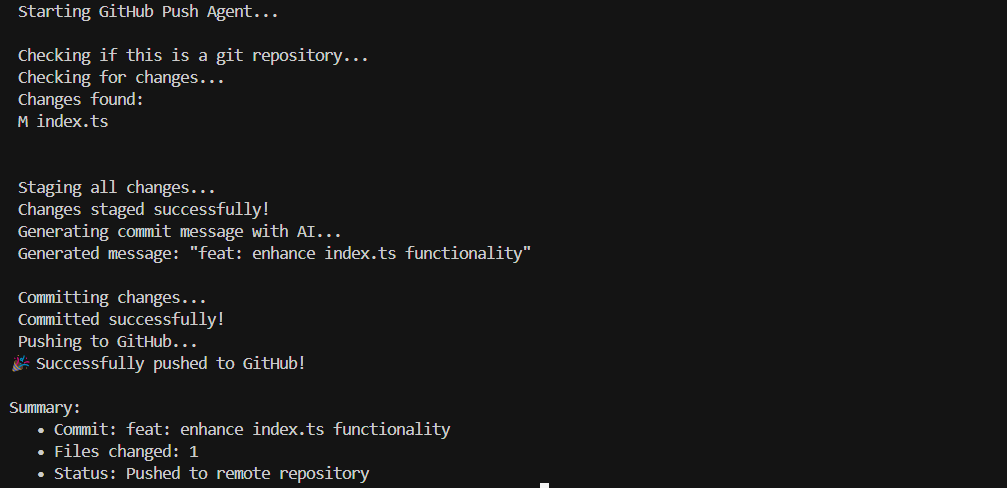 Starting GitHub Push Agent...
Checking if this is a git repository...
Checking for changes...
Changes found:
M index.ts
Staging all changes...
Changes staged successfully!
Generating commit message with AI...
Generated message: "feat: enhance index.ts functionality"
Committing changes...
Committed successfully!
Pushing to GitHub...
🎉 Successfully pushed to GitHub!
Summary:
• Commit: feat: enhance index.ts functionality
• Files changed: 1
• Status: Pushed to remote repository